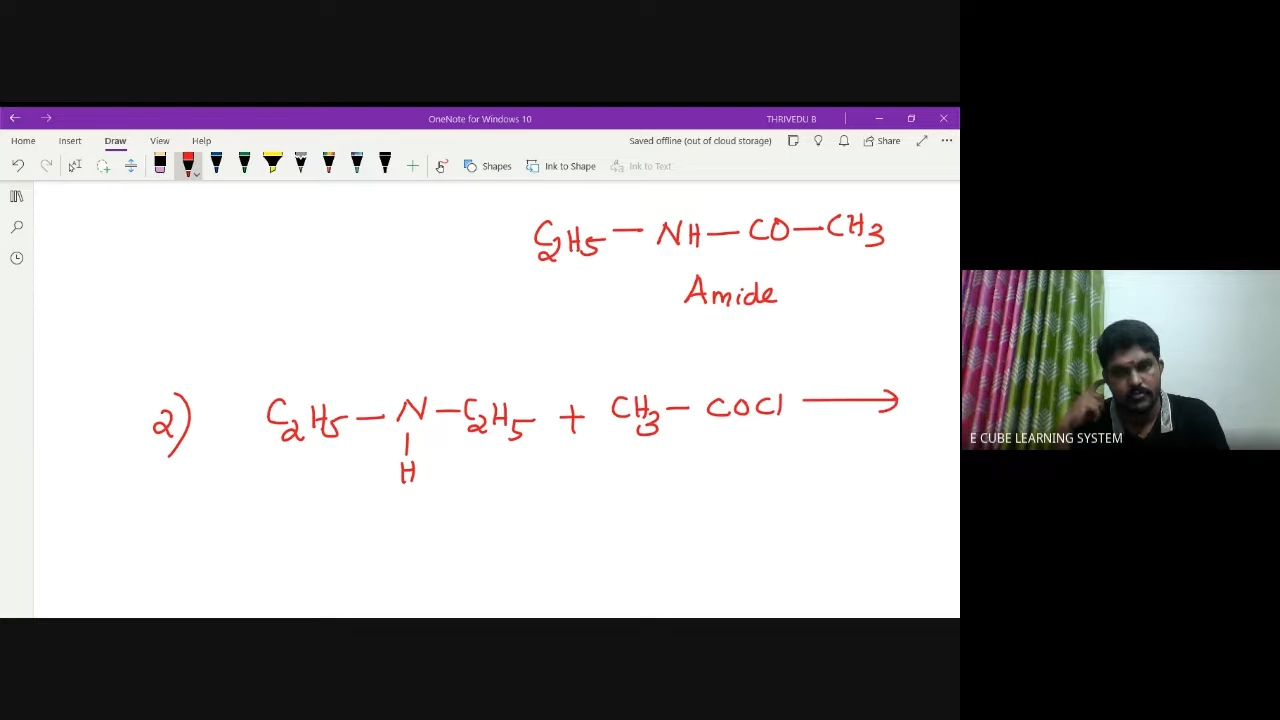 OneNote for Windows 10
THRIVEDU B
Home Insert Draw View Help
Saved offline (out of cloud storage)
Share
Shapes
Ink to Shape
Ink to Text
C2H5 — NH — CO — CH3
Amide
2) C2H5 — N — C2H5 + CH3 — COCl ⟶
H
E CUBE LEARNING SYSTEM